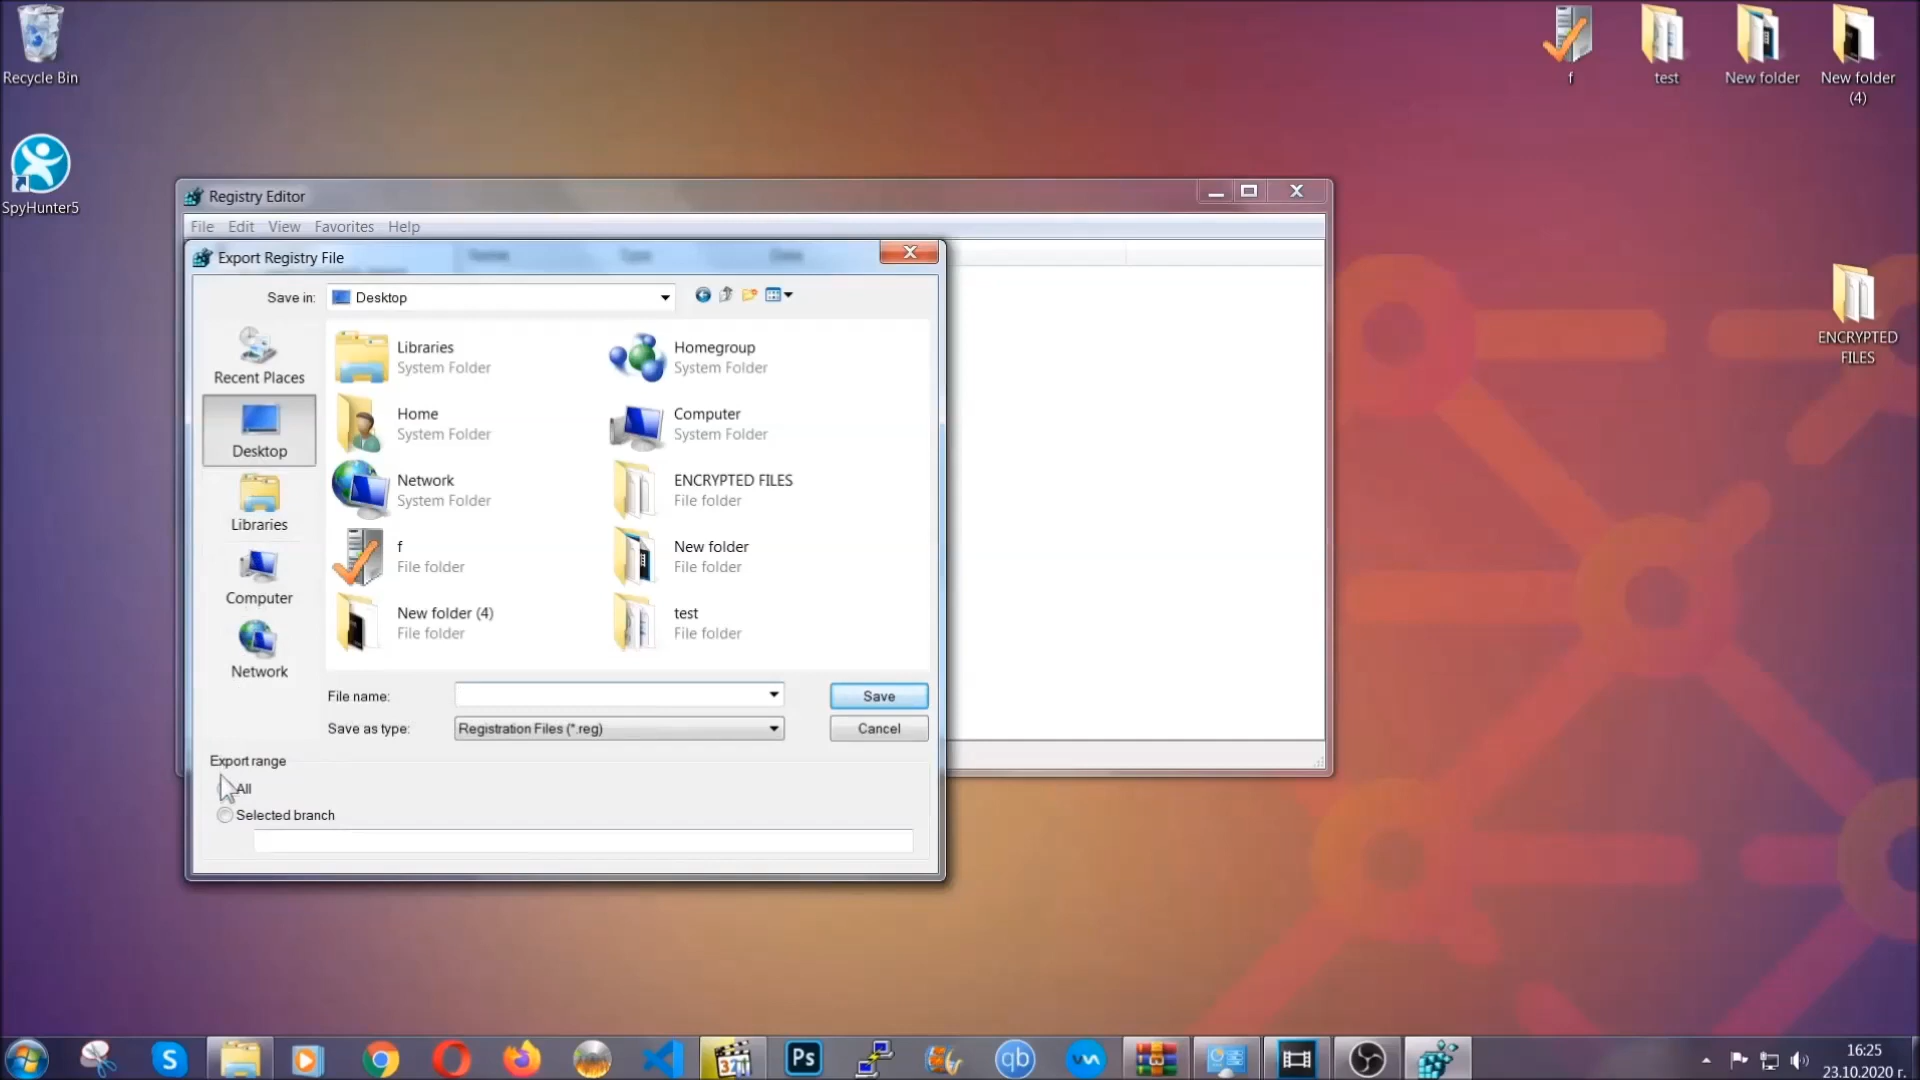 Recycle Bin
SpyHunter5
f
test
New folder
New folder
(4)
ENCRYPTED
FILES
Registry Editor
File Edit View Favorites Help
Export Registry File
Save in:
Desktop
Recent Places
Desktop
Libraries
Computer
Network
Libraries
System Folder
Homegroup
System Folder
Home
System Folder
Computer
System Folder
Network
System Folder
ENCRYPTED FILES
File folder
f
File folder
New folder
File folder
New folder (4)
File folder
test
File folder
File name:
Save
Save as type:
Registration Files (*.reg)
Cancel
Export range
All
Selected branch
S
321
Ps
qb
16:25
23.10.2020 г.